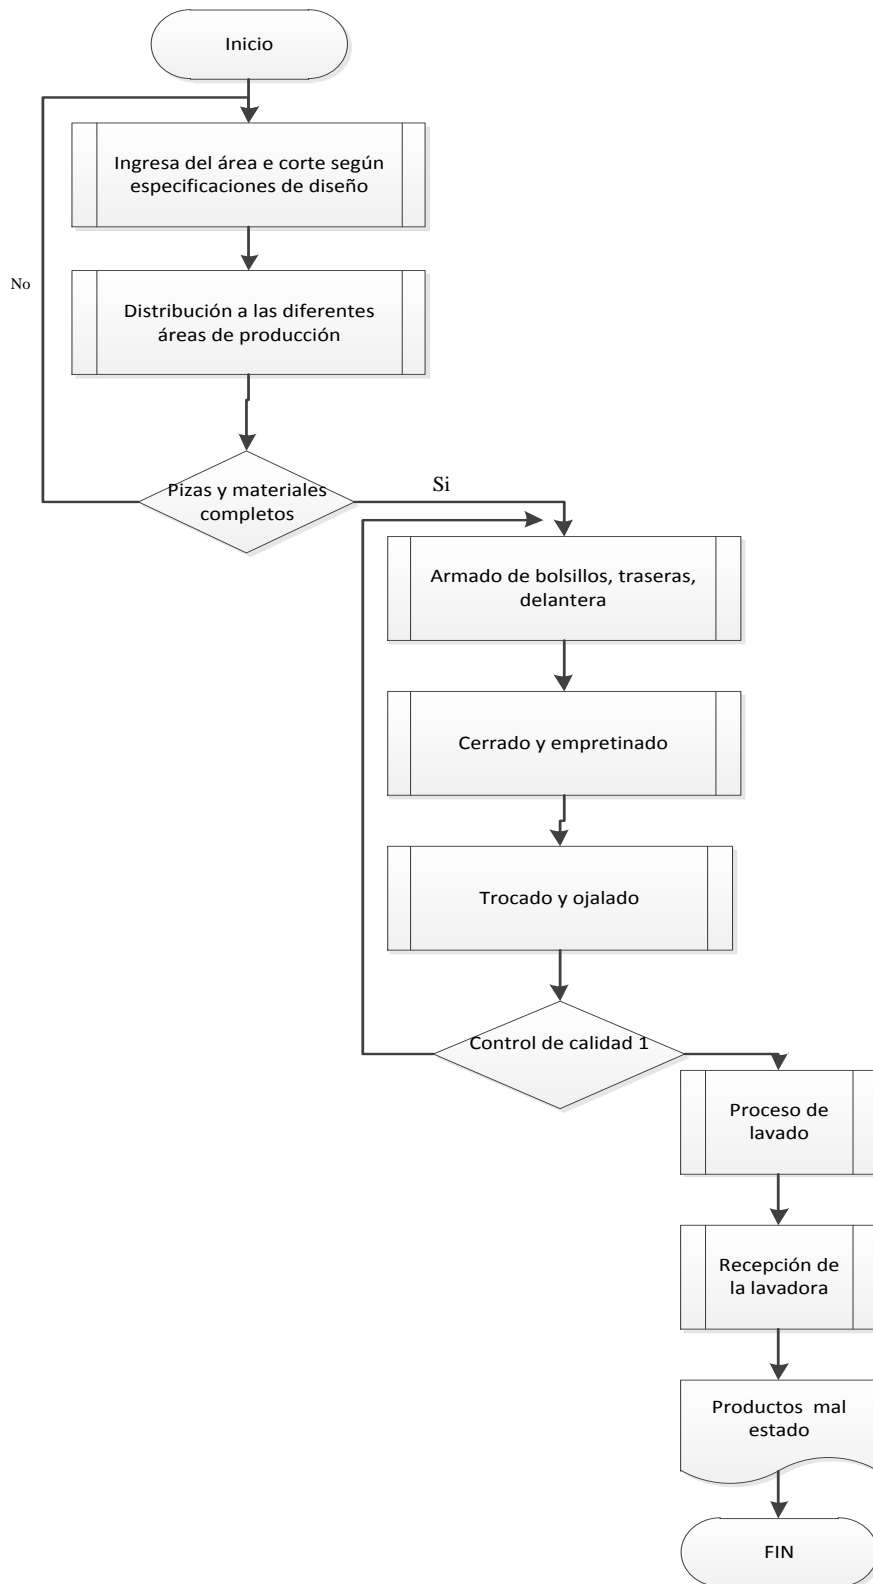 Inicio
Ingresa del área e corte según
especificaciones de diseño
No
Distribución a las diferentes
áreas de producción
Pizas y materiales
completos
Si
Armado de bolsillos, traseras,
delantera
Cerrado y empretinado
Trocado y ojalado
Control de calidad 1
Proceso de
lavado
Recepción de
la lavadora
Productos  mal
estado
FIN